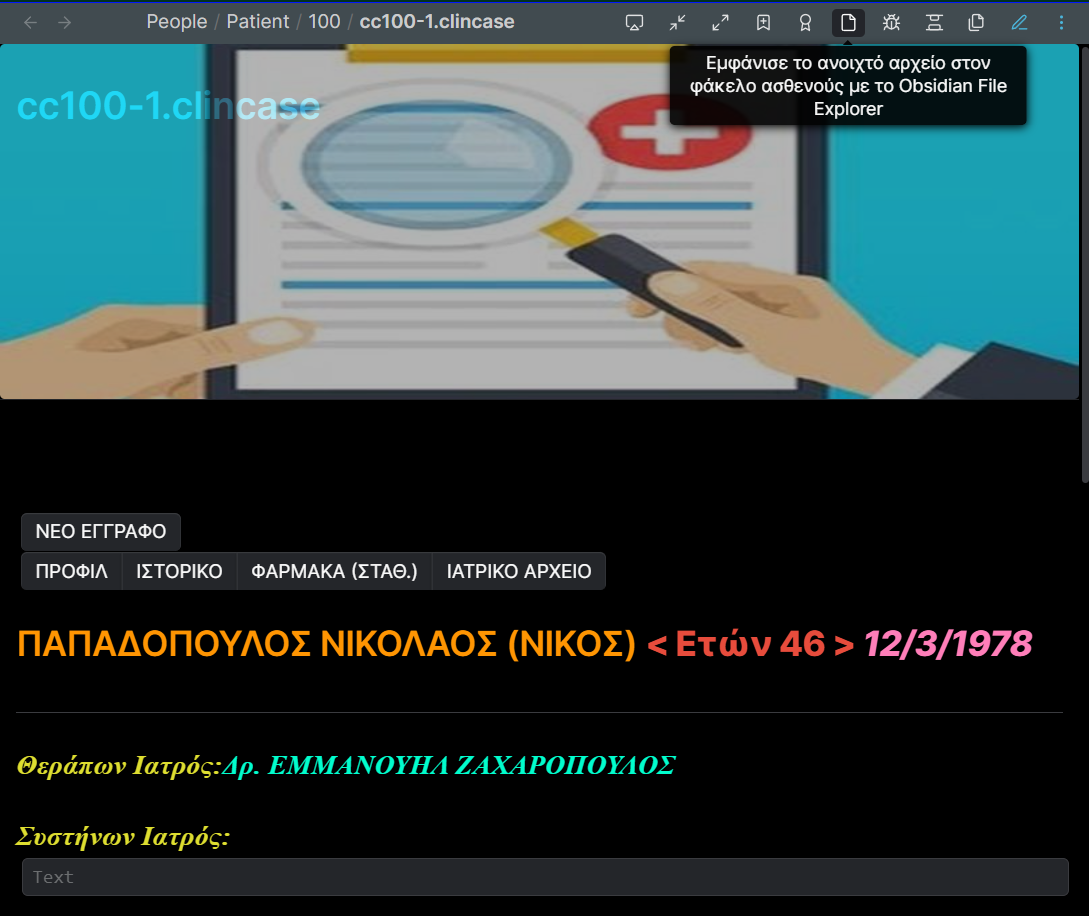 People / Patient / 100 / cc100-1.clincase
Εμφάνισε το ανοιχτό αρχείο στον
φάκελο ασθενούς με το Obsidian File
Explorer
cc100-1.clincase
ΝΕΟ ΕΓΓΡΑΦΟ
ΠΡΟΦΙΛ ΙΣΤΟΡΙΚΟ ΦΑΡΜΑΚΑ (ΣΤΑΘ.) ΙΑΤΡΙΚΟ ΑΡΧΕΙΟ
ΠΑΠΑΔΟΠΟΥΛΟΣ ΝΙΚΟΛΑΟΣ (ΝΙΚΟΣ) < Ετών 46 > 12/3/1978
Θεράπων Ιατρός:Δρ. ΕΜΜΑΝΟΥΗΛ ΖΑΧΑΡΟΠΟΥΛΟΣ
Συστήνων Ιατρός:
Text